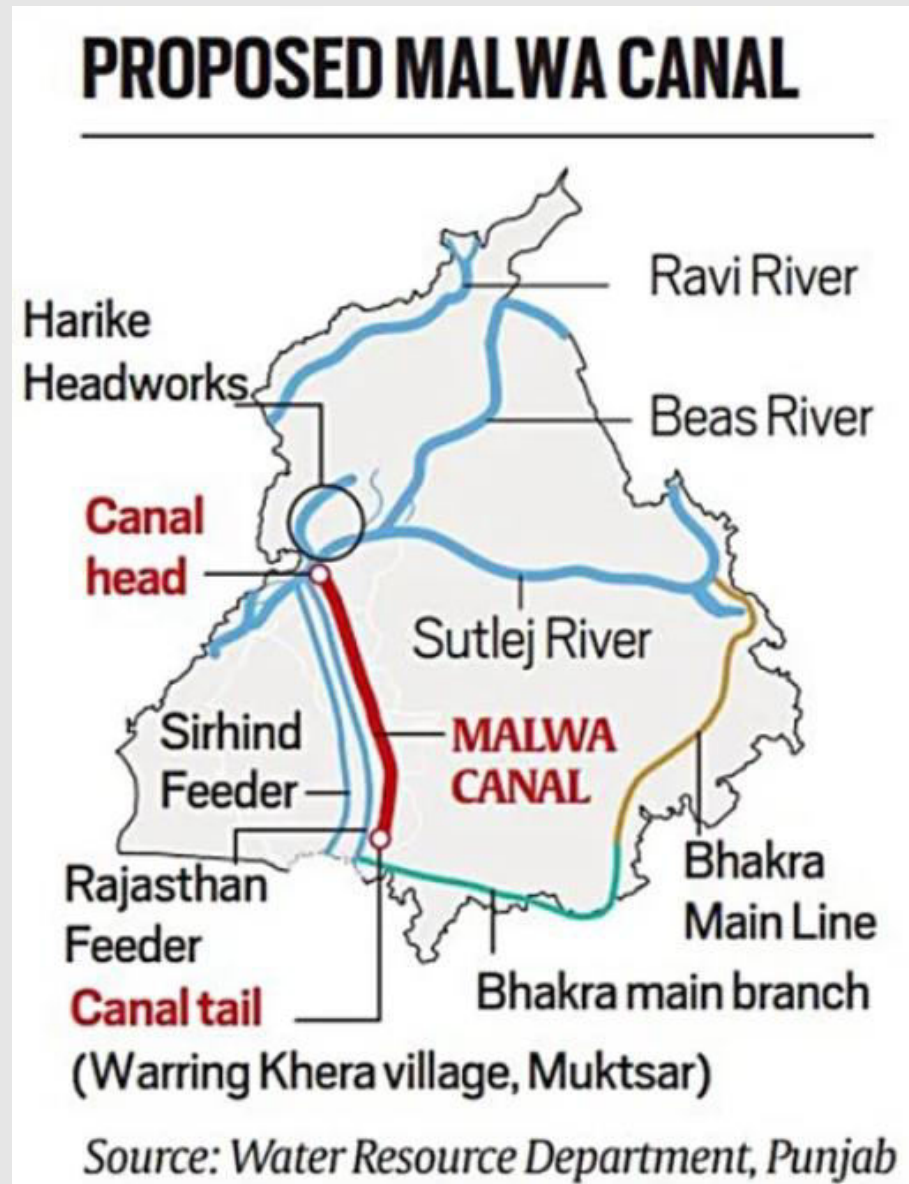 PROPOSED MALWA CANAL
Ravi River
Harike
Headworks
Beas River
Canal
head
Sutlej River
Sirhind
Feeder
MALWA
CANAL
Rajasthan
Feeder
Bhakra
Main Line
Canal tail
Bhakra main branch
(Warring Khera village, Muktsar)
Source: Water Resource Department, Punjab